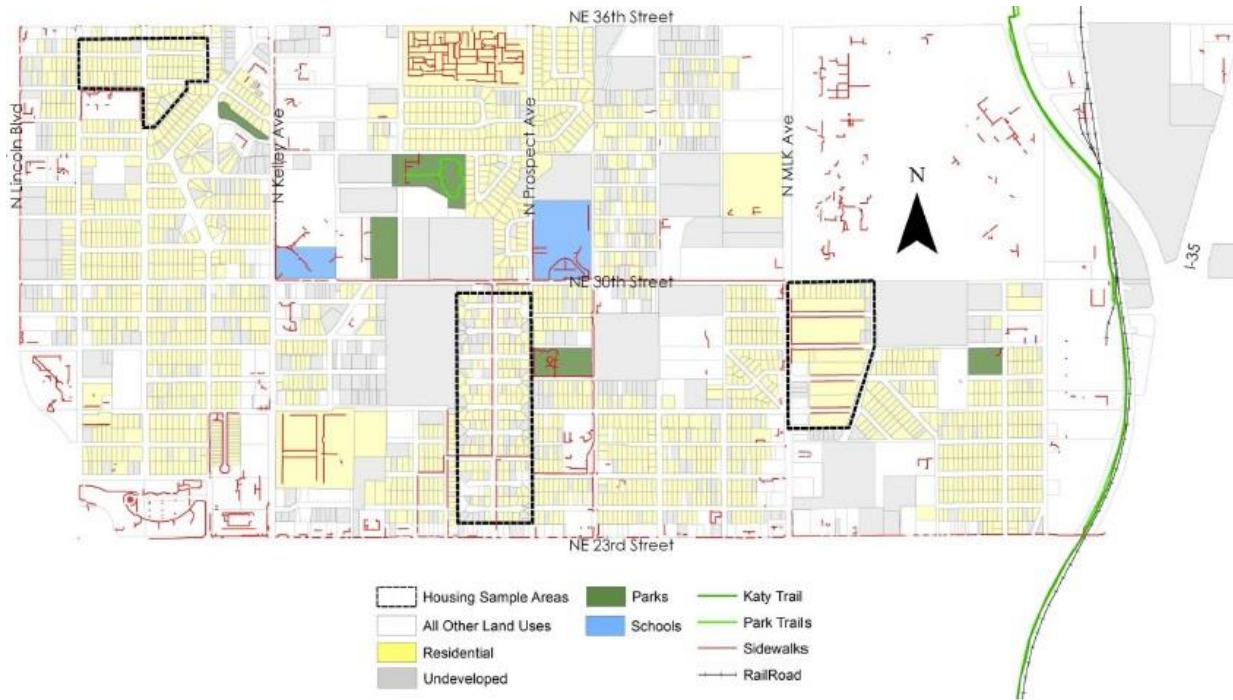 NE 36th Street
N Lincoln Blvd
N Kelley Ave
N Prospect Ave
N MLK Ave
N
I-35
NE 30th Street
NE 23rd Street
Housing Sample Areas
All Other Land Uses
Residential
Undeveloped
Parks
Schools
Katy Trail
Park Trails
Sidewalks
RailRoad